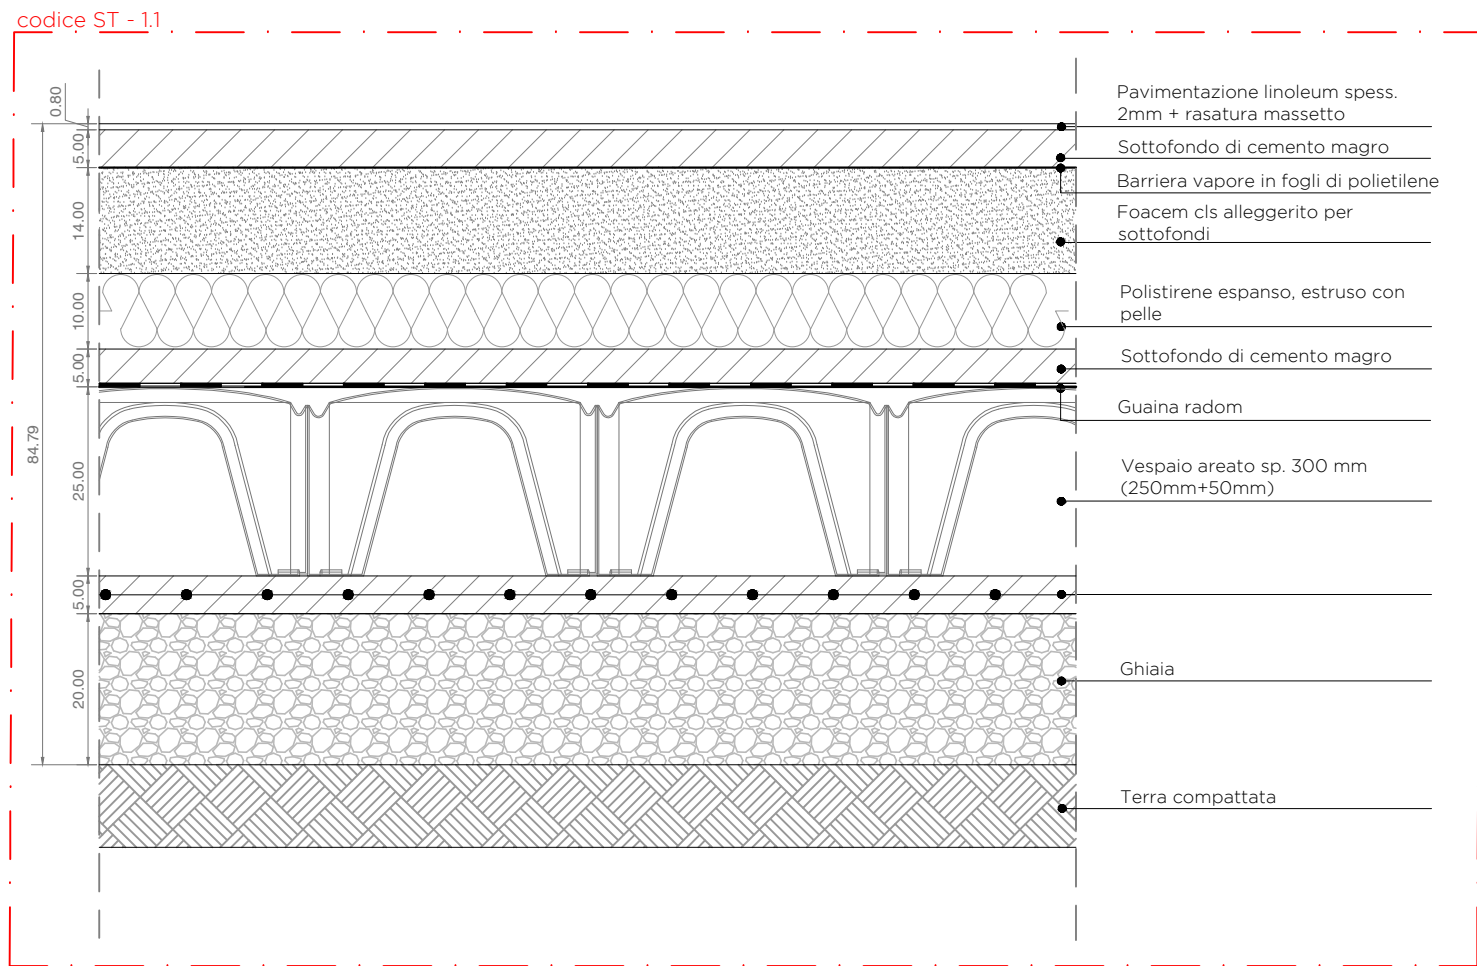 codice ST - 1.1
0.80
5.00
14.00
10.00
5.00
25.00
5.00
20.00
84.79
Pavimentazione linoleum spess.
2mm + rasatura massetto
Sottofondo di cemento magro
Barriera vapore in fogli di polietilene
Foacem cls alleggerito per
sottofondi
Polistirene espanso, estruso con
pelle
Sottofondo di cemento magro
Guaina radom
Vespaio areato sp. 300 mm
(250mm+50mm)
Ghiaia
Terra compattata